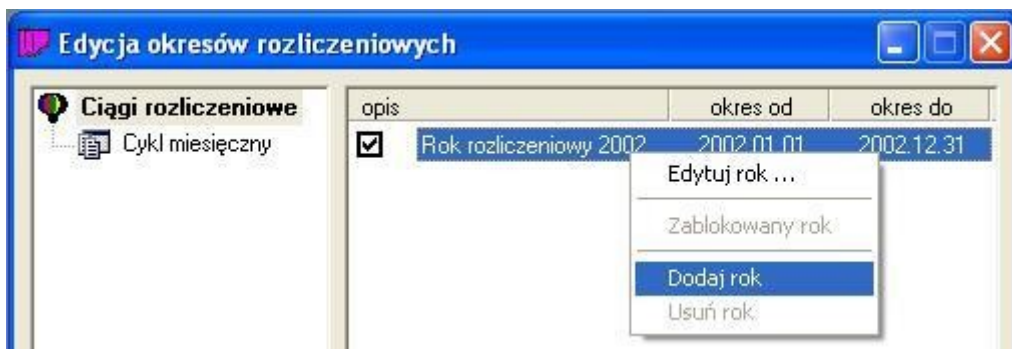 Edycja okresów rozliczeniowych
Ciągi rozliczeniowe
Cykl miesięczny
opis okres od okres do
Rok rozliczeniowy 2002 2002.01.01 2002.12.31
Edytuj rok ...
Zablokowany rok
Dodaj rok
Usuń rok